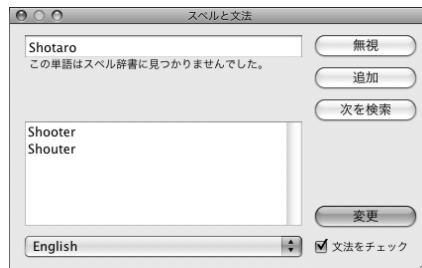 スペルと文法
Shotaro
この単語はスペル辞書に見つかりませんでした。
無視
追加
次を検索
Shooter
Shouter
変更
English
文法をチェック